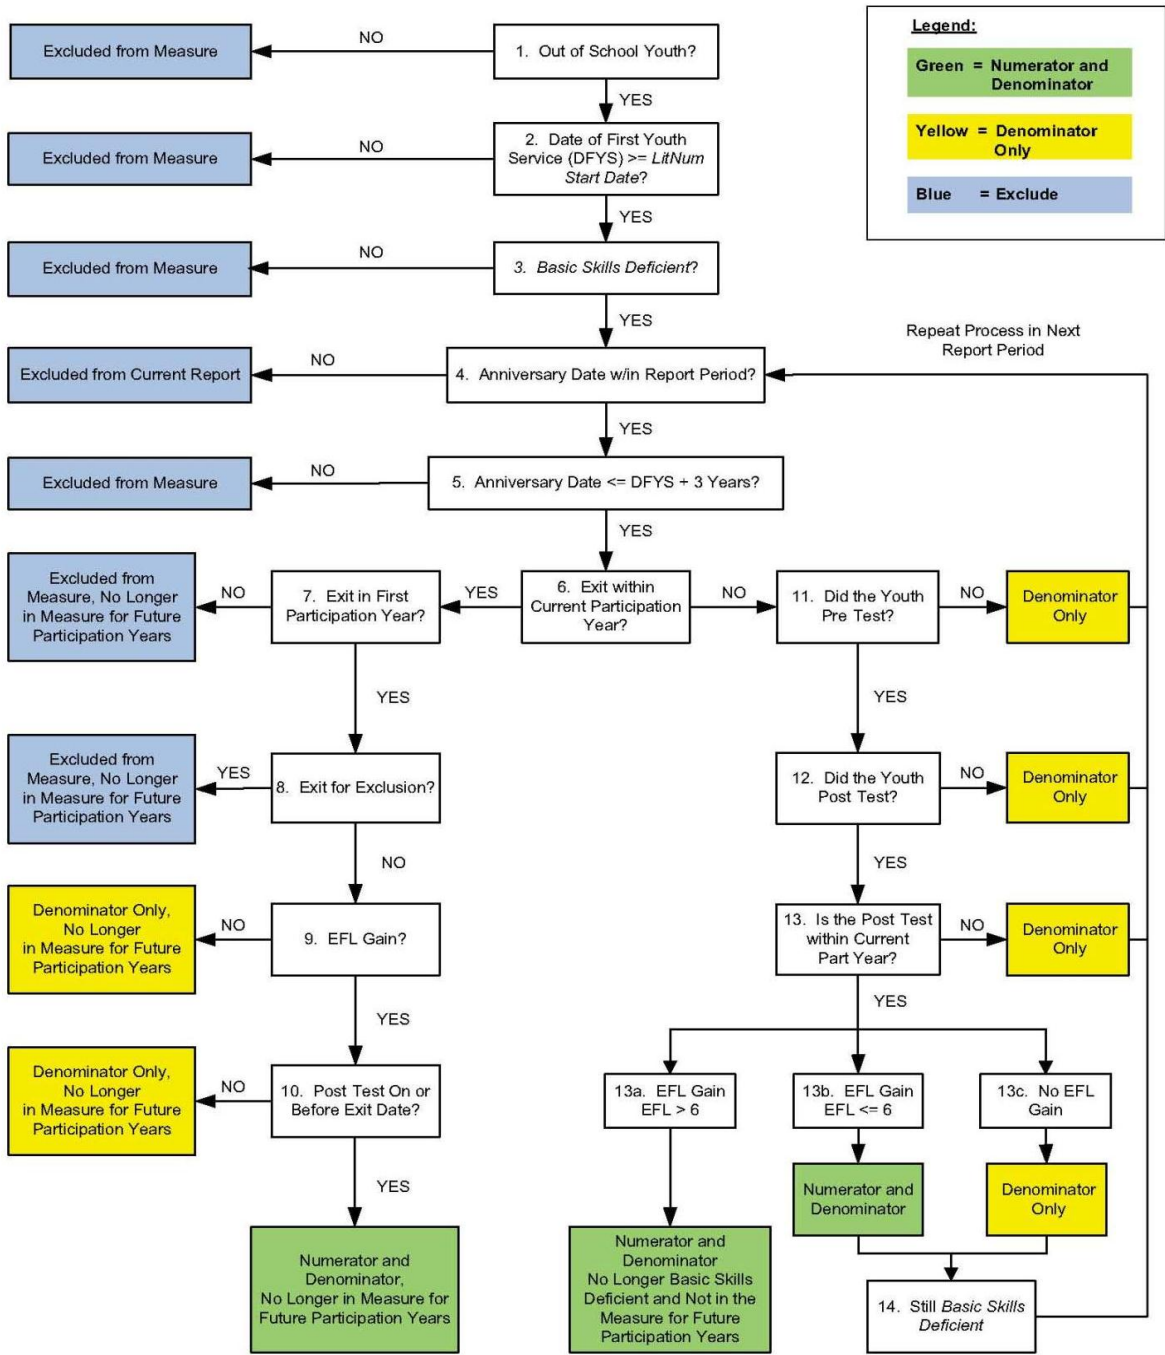 Legend:
Green = Numerator and
Denominator
Yellow = Denominator
Only
Blue = Exclude
Excluded from Measure
NO
1. Out of School Youth?
YES
Excluded from Measure
NO
2. Date of First Youth
Service (DFYS) >= LitNum
Start Date?
YES
Excluded from Measure
NO
3. Basic Skills Deficient?
YES
Repeat Process in Next
Report Period
Excluded from Current Report
NO
4. Anniversary Date w/in Report Period?
YES
Excluded from Measure
NO
5. Anniversary Date <= DFYS + 3 Years?
YES
Excluded from
Measure, No Longer
in Measure for Future
Participation Years
NO
7. Exit in First
Participation Year?
YES
6. Exit within
Current Participation
Year?
NO
11. Did the Youth
Pre Test?
NO
Denominator
Only
YES
YES
Excluded from
Measure, No Longer
in Measure for Future
Participation Years
YES
8. Exit for Exclusion?
12. Did the Youth
Post Test?
NO
Denominator
Only
NO
YES
Denominator Only,
No Longer
in Measure for Future
Participation Years
NO
9. EFL Gain?
13. Is the Post Test
within Current
Part Year?
NO
Denominator
Only
YES
YES
Denominator Only,
No Longer
in Measure for Future
Participation Years
NO
10. Post Test On or
Before Exit Date?
13a. EFL Gain
EFL > 6
13b. EFL Gain
EFL <= 6
13c. No EFL
Gain
YES
Numerator and
Denominator
Denominator
Only
Numerator and
Denominator,
No Longer in Measure for
Future Participation Years
Numerator and
Denominator
No Longer Basic Skills
Deficient and Not in the
Measure for Future
Participation Years
14. Still Basic Skills
Deficient